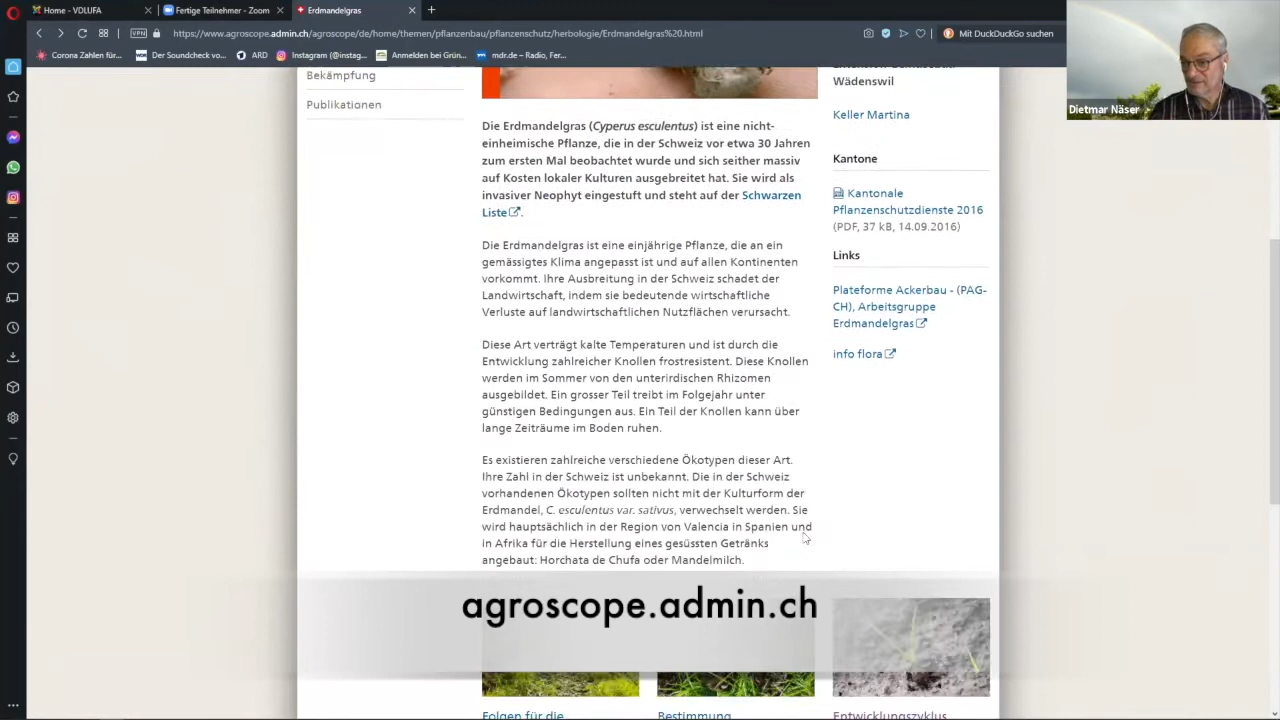 Home - VDLUFA
Fertige Teilnehmer - Zoom
Erdmandelgras
VPN
https://www.agroscope.admin.ch/agroscope/de/home/themen/pflanzenbau/pflanzenschutz/herbologie/Erdmandelgras%20.html
Mit DuckDuckGo suchen
Corona Zahlen für...
Der Soundcheck vo...
ARD
Instagram (@instag...
Anmelden bei Grün...
mdr.de – Radio, Fer...
Dietmar Näser
Bekämpfung
Publikationen
Die Erdmandelgras (Cyperus esculentus) ist eine nicht-
einheimische Pflanze, die in der Schweiz vor etwa 30 Jahren
zum ersten Mal beobachtet wurde und sich seither massiv
auf Kosten lokaler Kulturen ausgebreitet hat. Sie wird als
invasiver Neophyt eingestuft und steht auf der Schwarzen
Liste.
Die Erdmandelgras ist eine einjährige Pflanze, die an ein
gemässigtes Klima angepasst ist und auf allen Kontinenten
vorkommt. Ihre Ausbreitung in der Schweiz schadet der
Landwirtschaft, indem sie bedeutende wirtschaftliche
Verluste auf landwirtschaftlichen Nutzflächen verursacht.
Diese Art verträgt kalte Temperaturen und ist durch die
Entwicklung zahlreicher Knollen frostresistent. Diese Knollen
werden im Sommer von den unterirdischen Rhizomen
ausgebildet. Ein grosser Teil treibt im Folgejahr unter
günstigen Bedingungen aus. Ein Teil der Knollen kann über
lange Zeiträume im Boden ruhen.
Es existieren zahlreiche verschiedene Ökotypen dieser Art.
Ihre Zahl in der Schweiz ist unbekannt. Die in der Schweiz
vorhandenen Ökotypen sollten nicht mit der Kulturform der
Erdmandel, C. esculentus var. sativus, verwechselt werden. Sie
wird hauptsächlich in der Region von Valencia in Spanien und
in Afrika für die Herstellung eines gesüssten Getränks
angebaut: Horchata de Chufa oder Mandelmilch.
Wädenswil
Keller Martina
Kantone
Kantonale
Pflanzenschutzdienste 2016
(PDF, 37 kB, 14.09.2016)
Links
Plateforme Ackerbau - (PAG-
CH), Arbeitsgruppe
Erdmandelgras
info flora
agroscope.admin.ch
Folgen für die
Bestimmung
Entwicklungszyklus